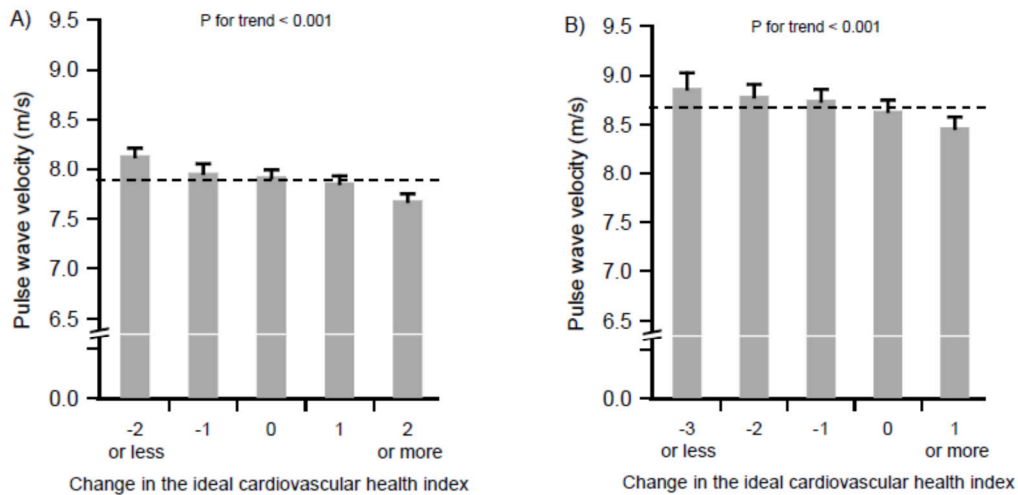 A)
P for trend < 0.001
Pulse wave velocity (m/s)
9.5
9.0
8.5
8.0
7.5
7.0
6.5
0.0
-2 -1 0 1 2
or less or more
Change in the ideal cardiovascular health index
B)
P for trend < 0.001
Pulse wave velocity (m/s)
9.5
9.0
8.5
8.0
7.5
7.0
6.5
0.0
-3 -2 -1 0 1
or less or more
Change in the ideal cardiovascular health index